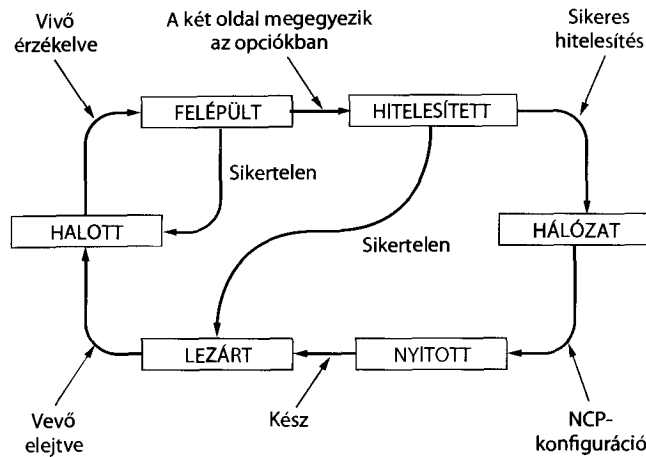 Vivő
érzékelve
A két oldal megegyezik
az opciókban
Sikeres
hitelesítés
FELÉPÜLT
HITELESÍTETT
Sikertelen
HALOTT
Sikertelen
HÁLÓZAT
LEZÁRT
NYITOTT
Vevő
elejtve
Kész
NCP-
konfiguráció